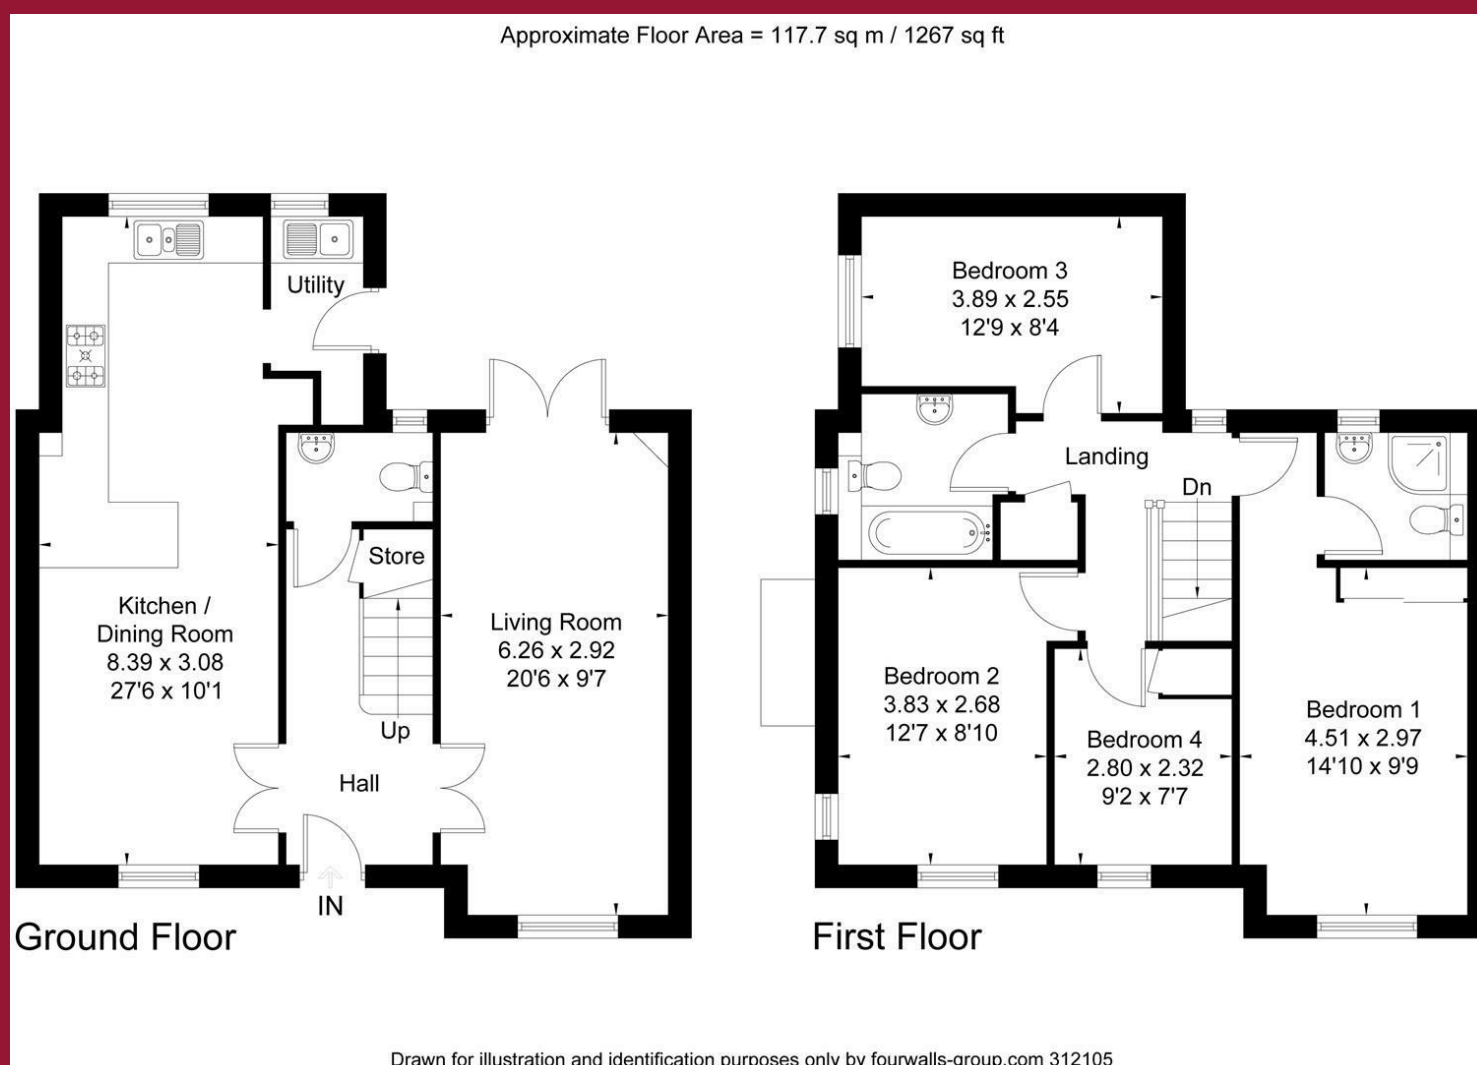 Approximate Floor Area = 117.7 sq m / 1267 sq ft
Utility
Store
Kitchen /
Dining Room
8.39 x 3.08
27'6 x 10'1
Living Room
6.26 x 2.92
20'6 x 9'7
Up
Hall
IN
Ground Floor
Bedroom 3
3.89 x 2.55
12'9 x 8'4
Landing
Dn
Bedroom 2
3.83 x 2.68
12'7 x 8'10
Bedroom 4
2.80 x 2.32
9'2 x 7'7
Bedroom 1
4.51 x 2.97
14'10 x 9'9
First Floor
Drawn for illustration and identification purposes only by fourwalls-group.com 312105